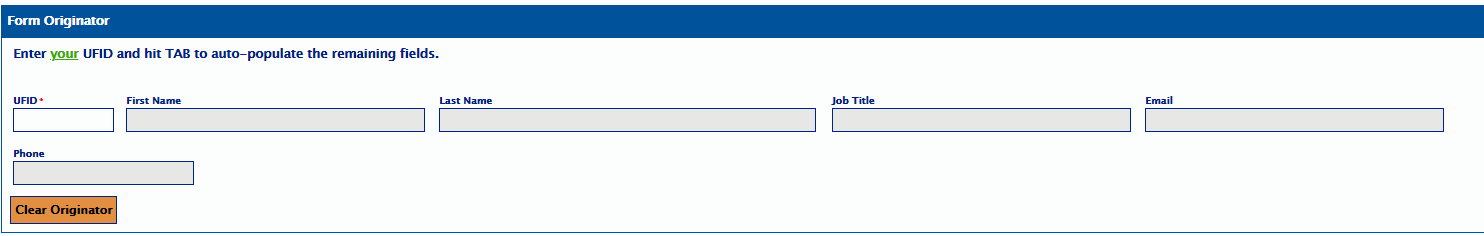 Form Originator
Enter your UFID and hit TAB to auto-populate the remaining fields.
UFID* First Name Last Name Job Title Email
Phone
Clear Originator